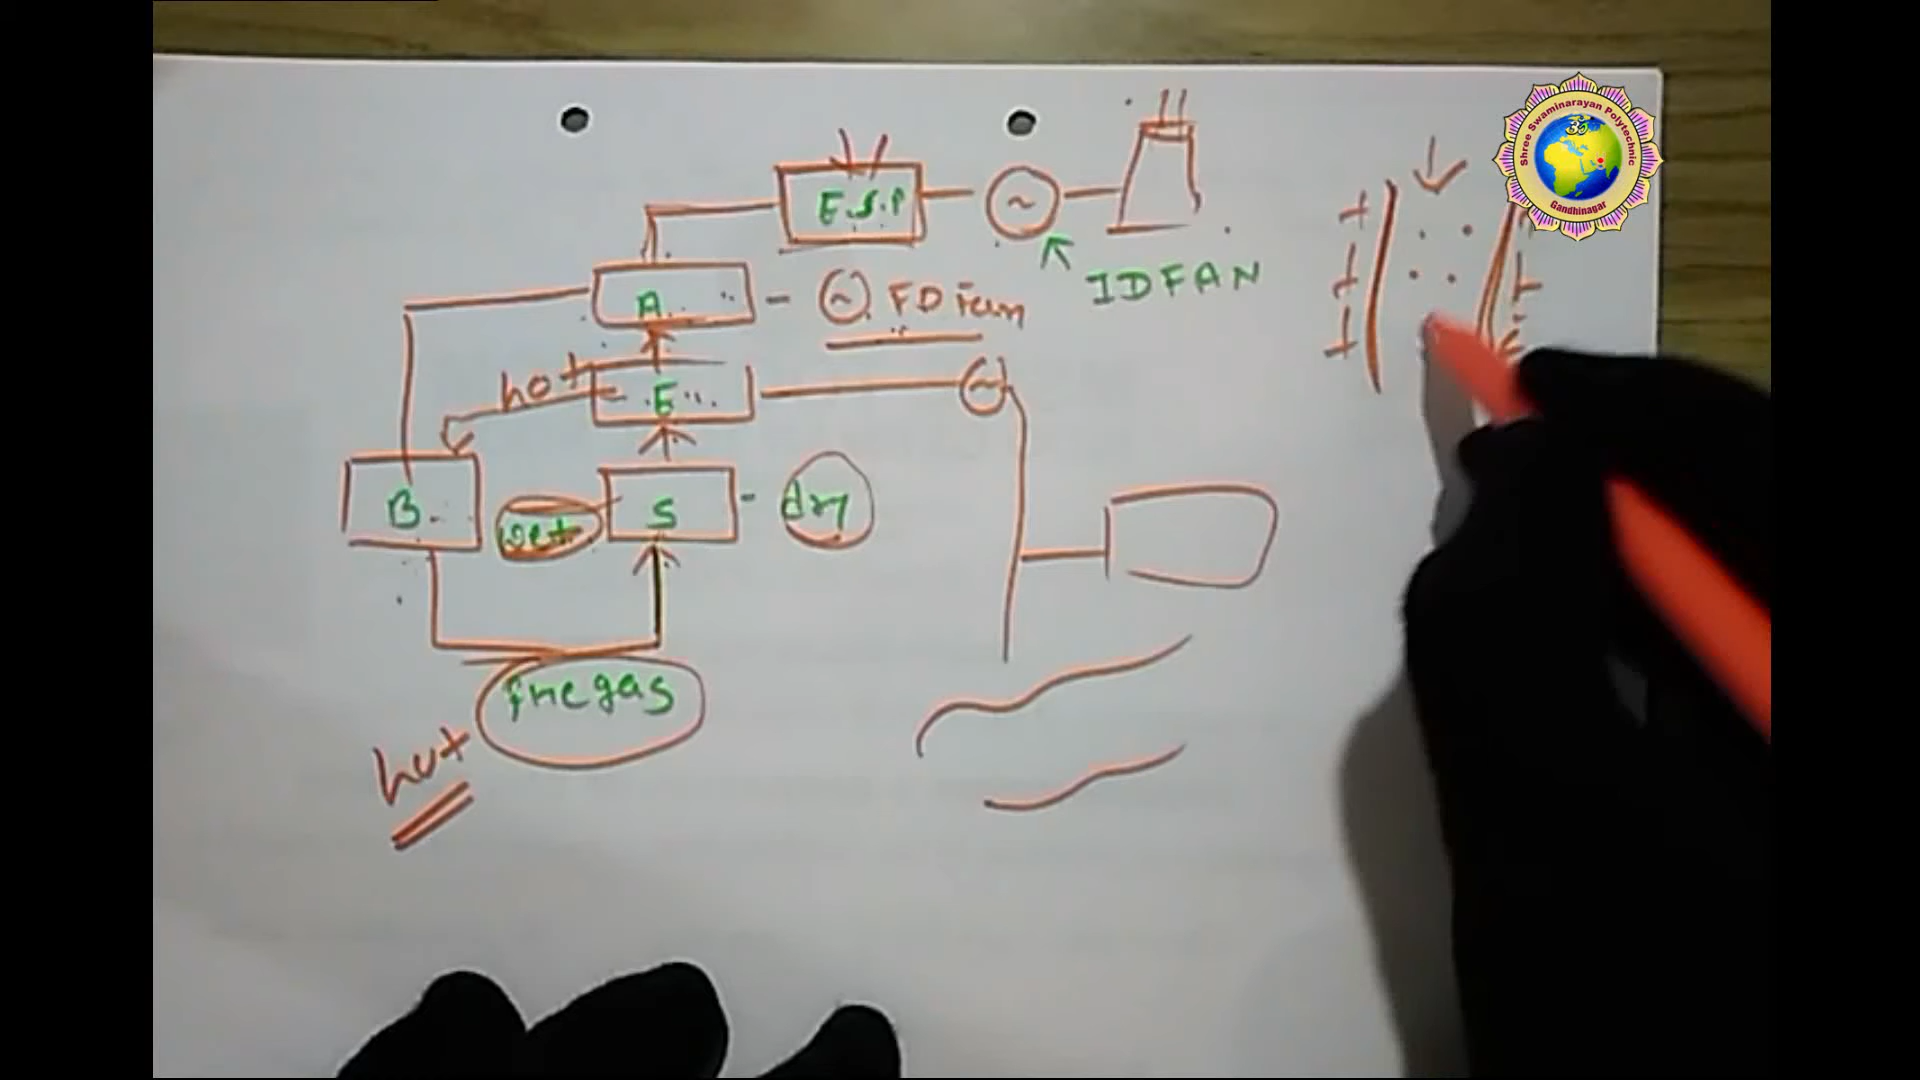 Shree Swaminarayan Polytechnic
ॐ
Gandhinagar
E.S.P
~
IDFAN
A
~ FD fan
hot
E
~
B
wet
S
dry
fluegas
hot